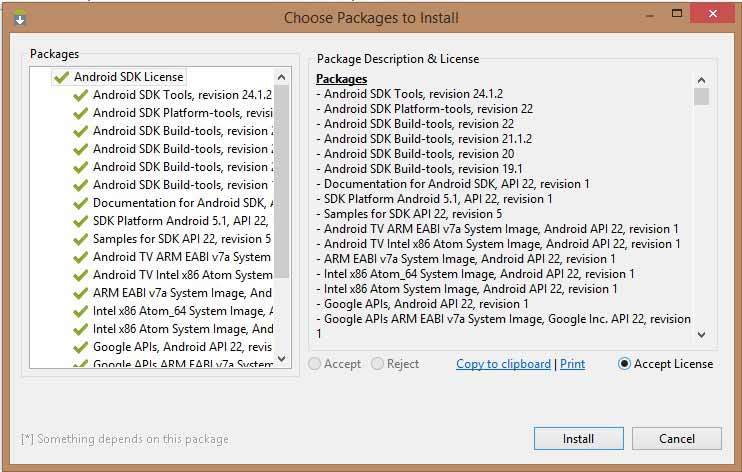 Choose Packages to Install
Packages
Android SDK License
Android SDK Tools, revision 24.1.2
Android SDK Platform-tools, revisi
Android SDK Build-tools, revision
Android SDK Build-tools, revision
Android SDK Build-tools, revision
Android SDK Build-tools, revision
Documentation for Android SDK, A
SDK Platform Android 5.1, API 22,
Samples for SDK API 22, revision 5
Android TV ARM EABI v7a System
Android TV Intel x86 Atom System
ARM EABI v7a System Image, And
Intel x86 Atom_64 System Image, A
Intel x86 Atom System Image, And
Google APIs, Android API 22, revis
Google APIs ARM EABI v7a System
Package Description & License
Packages
- Android SDK Tools, revision 24.1.2
- Android SDK Platform-tools, revision 22
- Android SDK Build-tools, revision 22
- Android SDK Build-tools, revision 21.1.2
- Android SDK Build-tools, revision 20
- Android SDK Build-tools, revision 19.1
- Documentation for Android SDK, API 22, revision 1
- SDK Platform Android 5.1, API 22, revision 1
- Samples for SDK API 22, revision 5
- Android TV ARM EABI v7a System Image, Android API 22, revision 1
- Android TV Intel x86 Atom System Image, Android API 22, revision 1
- ARM EABI v7a System Image, Android API 22, revision 1
- Intel x86 Atom_64 System Image, Android API 22, revision 1
- Intel x86 Atom System Image, Android API 22, revision 1
- Google APIs, Android API 22, revision 1
- Google APIs ARM EABI v7a System Image, Google Inc. API 22, revision
1
Accept Reject Copy to clipboard | Print Accept License
[*] Something depends on this package
Install Cancel